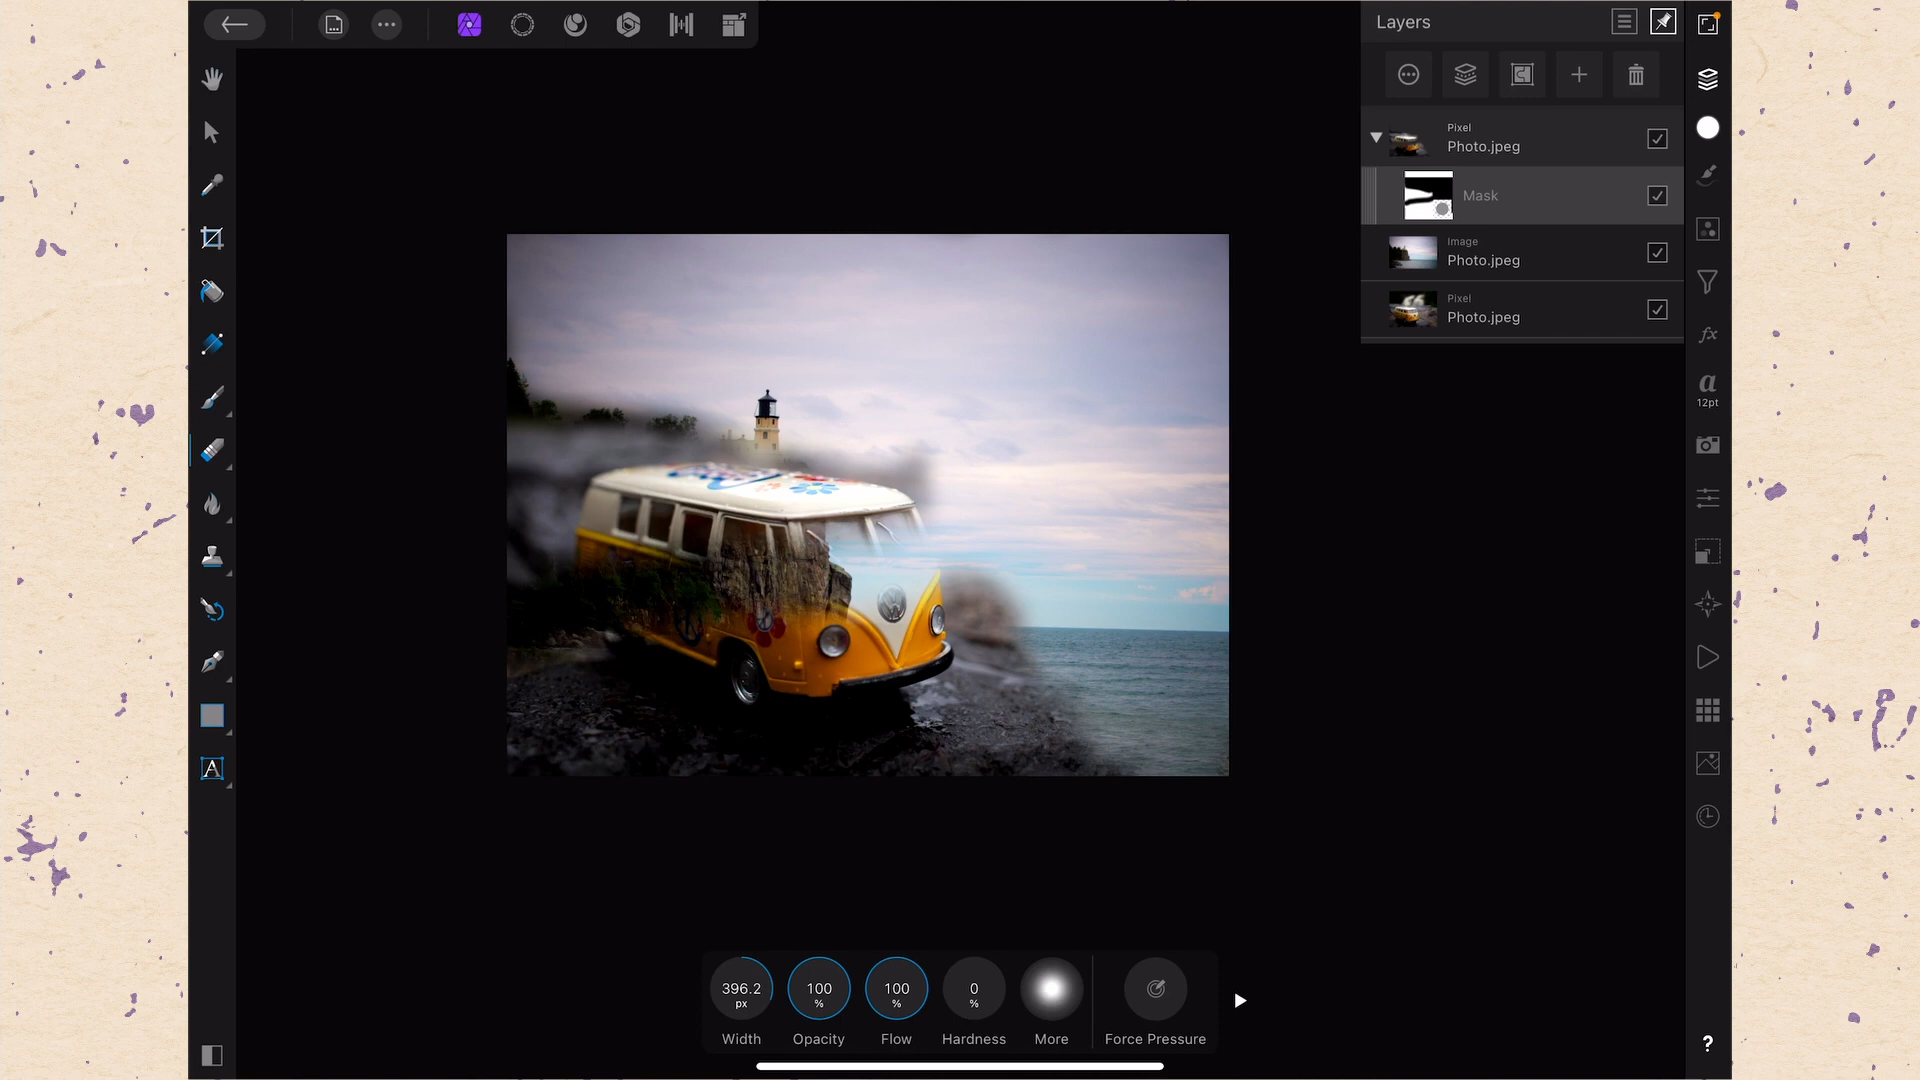 Layers
Pixel
Photo.jpeg
Mask
Image
Photo.jpeg
Pixel
Photo.jpeg
a
12pt
fx
A
396.2
px
Width
100
%
Opacity
100
%
Flow
0
%
Hardness
More
Force Pressure
?